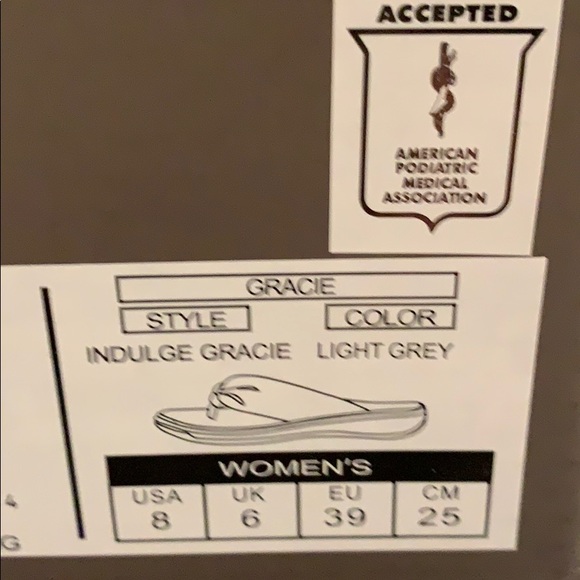 ACCEPTED
AMERICAN
PODIATRIC
MEDICAL
ASSOCIATION
GRACIE
STYLE COLOR
INDULGE GRACIE LIGHT GREY
WOMEN'S
USA UK EU CM
8 6 39 25
4
G